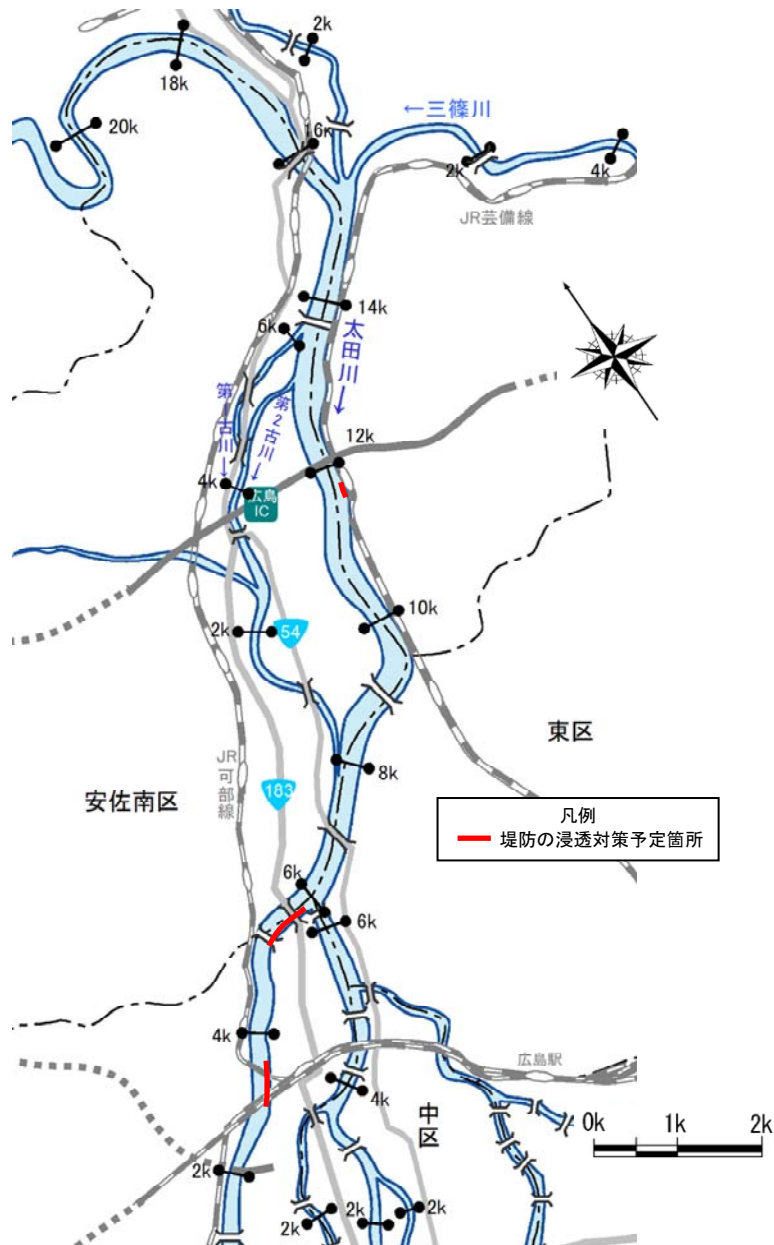 2k
18k
20k
16k
←三篠川
2k
4k
JR芸備線
14k
6k
太田川→
第1古川→
第2古川→
12k
4k
広島
IC
10k
2k
54
東区
8k
JR可部線
183
安佐南区
凡例
堤防の浸透対策予定箇所
6k
6k
4k
広島駅
4k
中区
0k 1k 2k
2k
2k
2k
2k